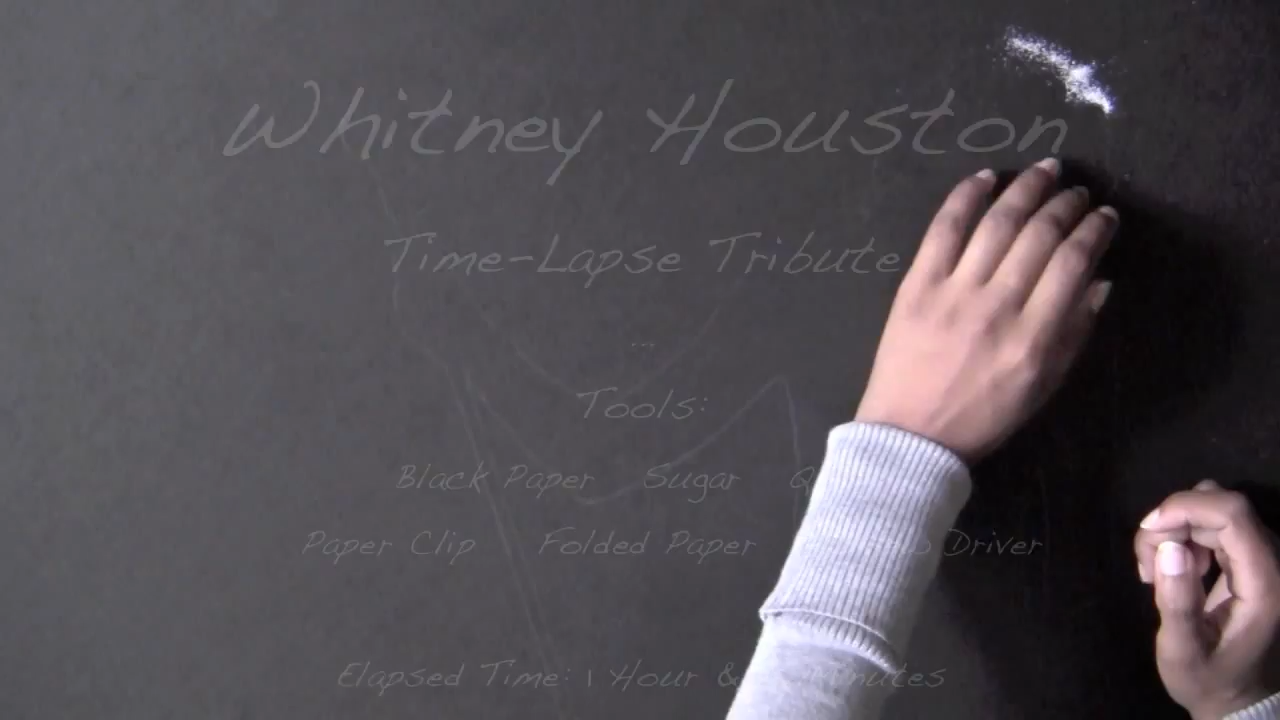 Whitney Houston
Time-Lapse Tribute
...
Tools:
Black Paper Sugar
Paper Clip Folded Paper Driver
Elapsed Time: 1 Hour &